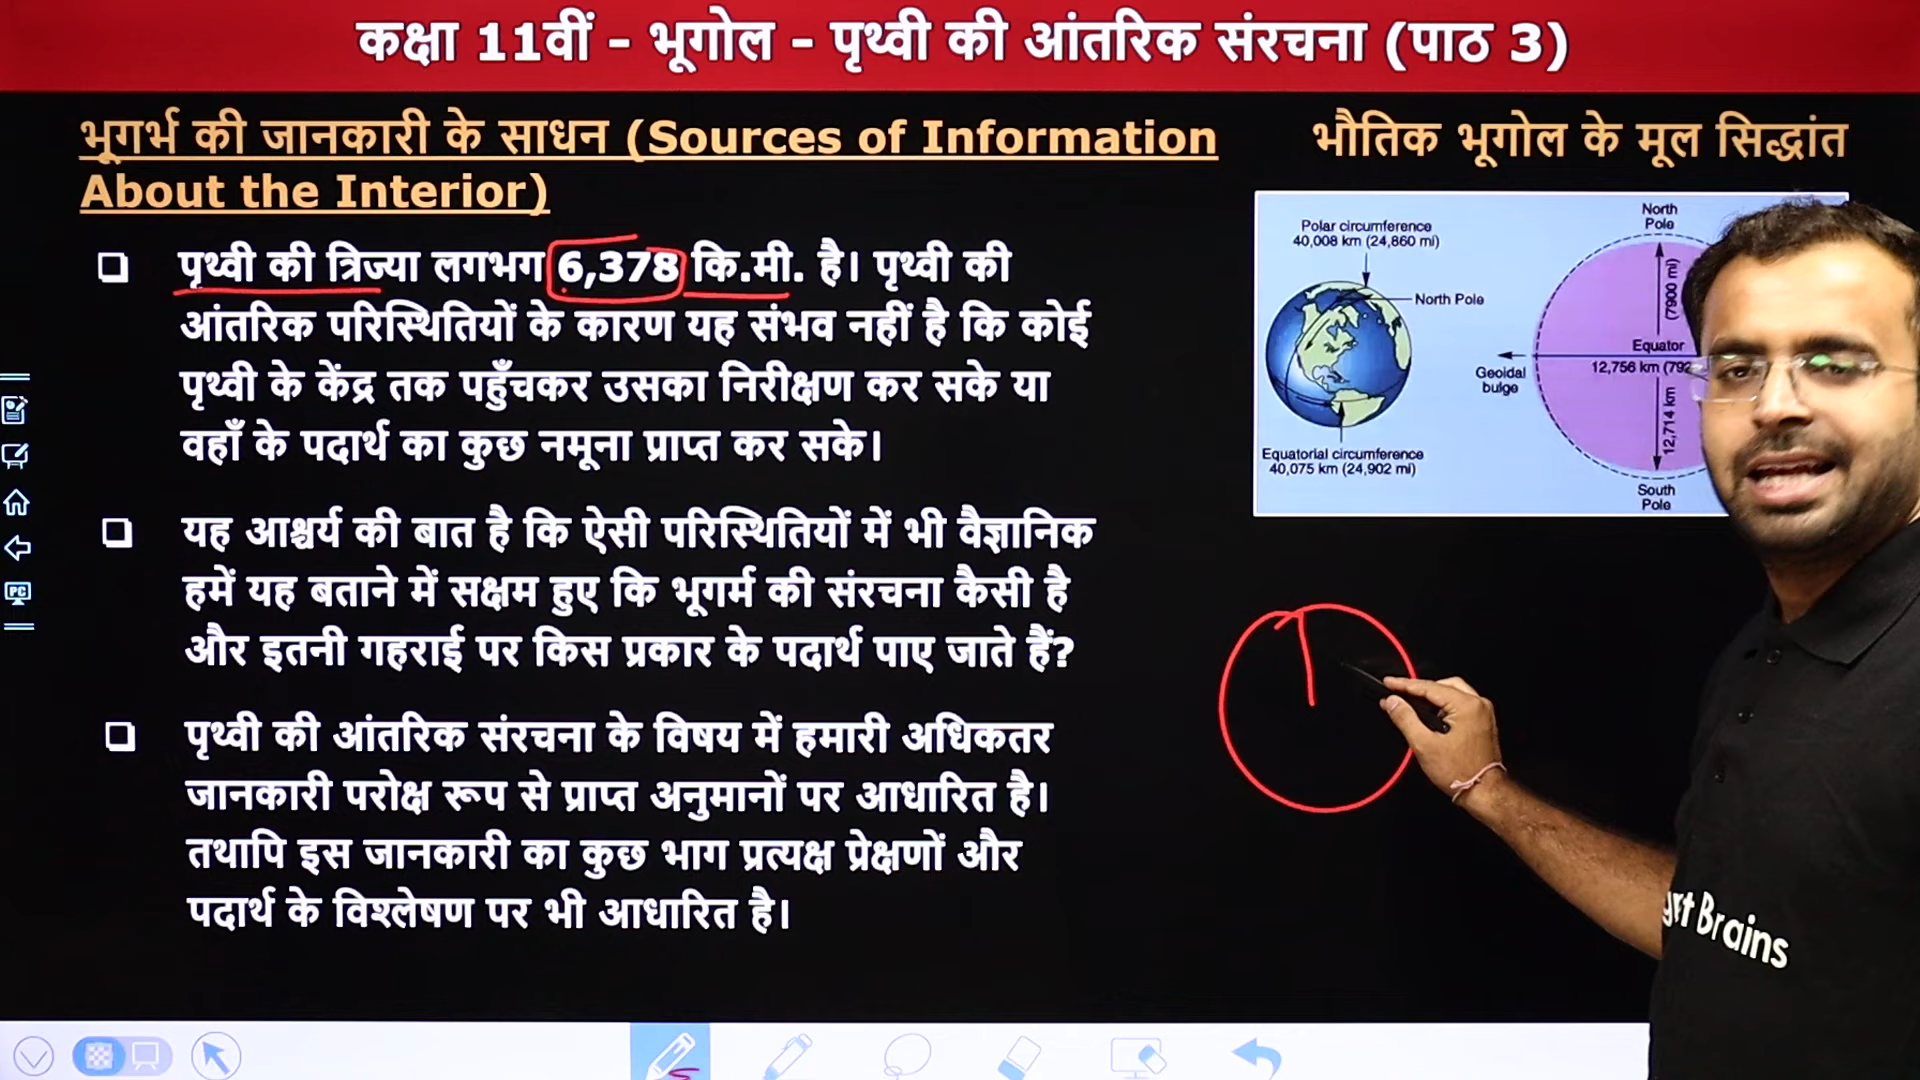 कक्षा 11वीं - भूगोल - पृथ्वी की आंतरिक संरचना (पाठ 3)
भूगर्भ की जानकारी के साधन (Sources of Information
About the Interior)
❑ पृथ्वी की त्रिज्या लगभग 6,378 कि.मी. है। पृथ्वी की
आंतरिक परिस्थितियों के कारण यह संभव नहीं है कि कोई
पृथ्वी के केंद्र तक पहुँचकर उसका निरीक्षण कर सके या
वहाँ के पदार्थ का कुछ नमूना प्राप्त कर सके।
❑ यह आश्चर्य की बात है कि ऐसी परिस्थितियों में भी वैज्ञानिक
हमें यह बताने में सक्षम हुए कि भूगर्म की संरचना कैसी है
और इतनी गहराई पर किस प्रकार के पदार्थ पाए जाते हैं?
❑ पृथ्वी की आंतरिक संरचना के विषय में हमारी अधिकतर
जानकारी परोक्ष रूप से प्राप्त अनुमानों पर आधारित है।
तथापि इस जानकारी का कुछ भाग प्रत्यक्ष प्रेक्षणों और
पदार्थ के विश्लेषण पर भी आधारित है।
भौतिक भूगोल के मूल सिद्धांत
Polar circumference
40,008 km (24,860 mi)
North Pole
Equatorial circumference
40,075 km (24,902 mi)
North
Pole
(7900 mi)
Equator
12,756 km (792
Geoidal
bulge
12,714 km
South
Pole
Brains
PC